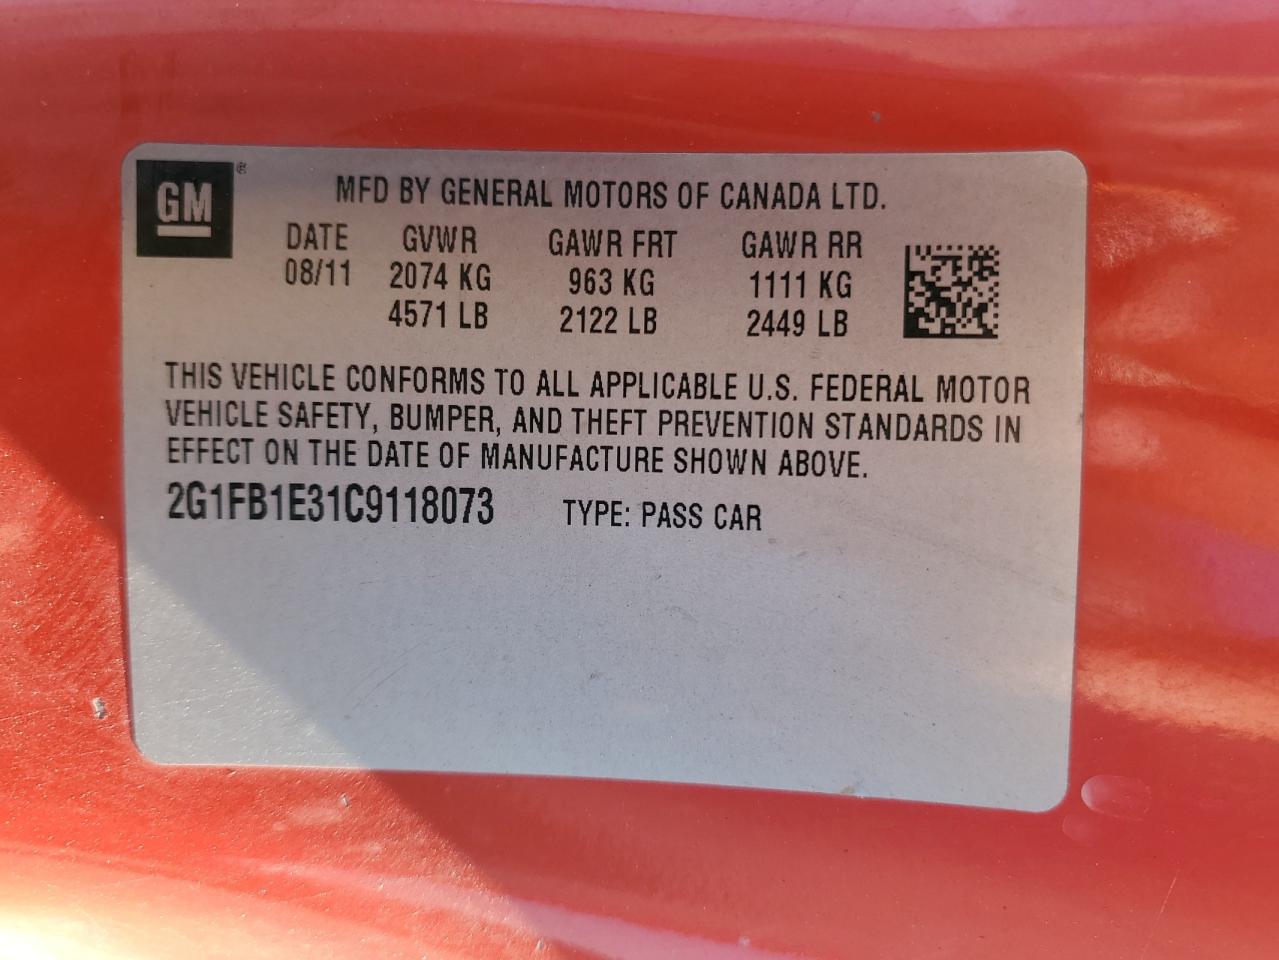 GM ®
MFD BY GENERAL MOTORS OF CANADA LTD.
DATE GVWR GAWR FRT GAWR RR
08/11 2074 KG 963 KG 1111 KG
4571 LB 2122 LB 2449 LB
THIS VEHICLE CONFORMS TO ALL APPLICABLE U.S. FEDERAL MOTOR
VEHICLE SAFETY, BUMPER, AND THEFT PREVENTION STANDARDS IN
EFFECT ON THE DATE OF MANUFACTURE SHOWN ABOVE.
2G1FB1E31C9118073 TYPE: PASS CAR